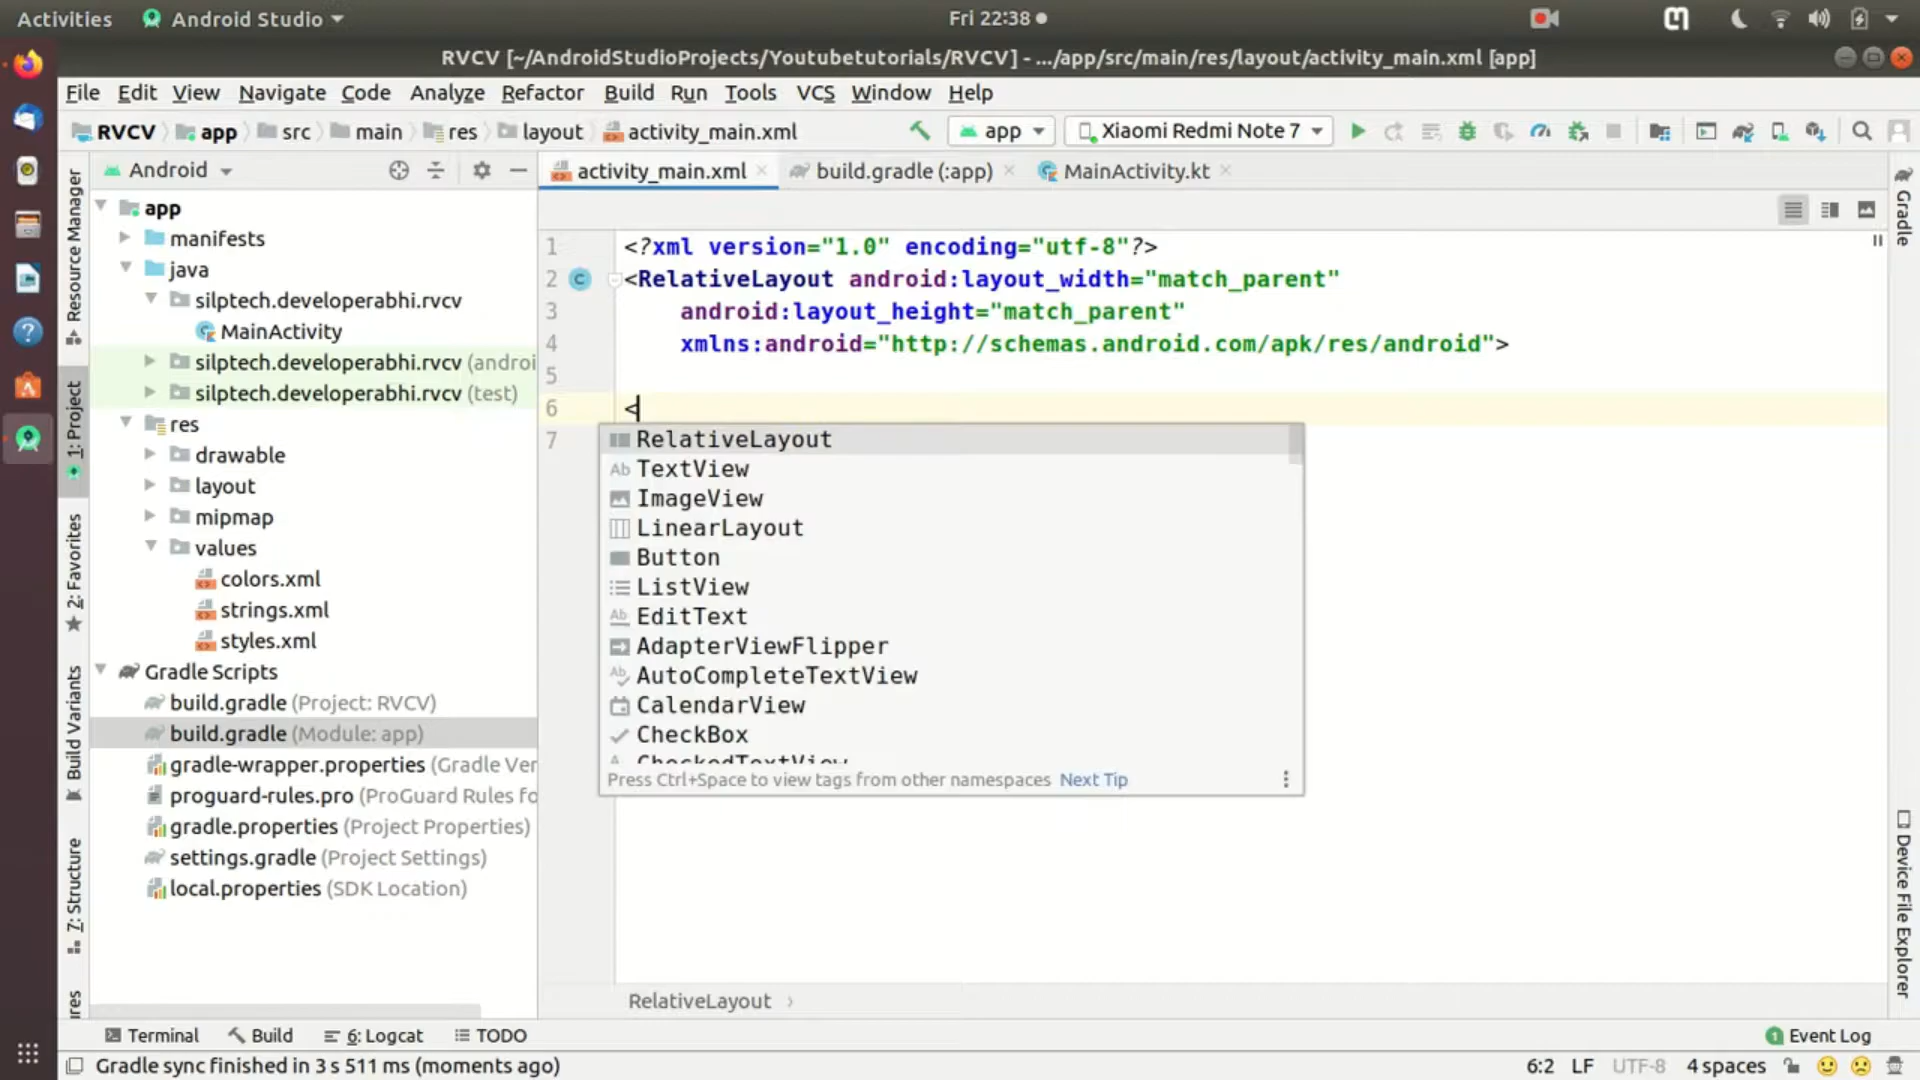 Activities
Android Studio
Fri 22:38
RVCV [~/AndroidStudioProjects/Youtubetutorials/RVCV] - .../app/src/main/res/layout/activity_main.xml [app]
File Edit View Navigate Code Analyze Refactor Build Run Tools VCS Window Help
RVCV app src main res layout activity_main.xml
app
Xiaomi Redmi Note 7
Android
activity_main.xml
build.gradle (:app)
MainActivity.kt
Resource Manager
1: Project
2: Favorites
Build Variants
7: Structure
app
manifests
java
silptech.developerabhi.rvcv
MainActivity
silptech.developerabhi.rvcv (androi
silptech.developerabhi.rvcv (test)
res
drawable
layout
mipmap
values
colors.xml
strings.xml
styles.xml
Gradle Scripts
build.gradle (Project: RVCV)
build.gradle (Module: app)
gradle-wrapper.properties (Gradle Ver
proguard-rules.pro (ProGuard Rules fo
gradle.properties (Project Properties)
settings.gradle (Project Settings)
local.properties (SDK Location)
1 <?xml version="1.0" encoding="utf-8"?>
2 <RelativeLayout android:layout_width="match_parent"
3 android:layout_height="match_parent"
4 xmlns:android="http://schemas.android.com/apk/res/android">
5
6 <
7
RelativeLayout
TextView
ImageView
LinearLayout
Button
ListView
EditText
AdapterViewFlipper
AutoCompleteTextView
CalendarView
CheckBox
CheckedTextView
Press Ctrl+Space to view tags from other namespaces Next Tip
RelativeLayout
Gradle
Device File Explorer
Terminal
Build
6: Logcat
TODO
1 Event Log
Gradle sync finished in 3 s 511 ms (moments ago)
6:2 LF UTF-8 4 spaces